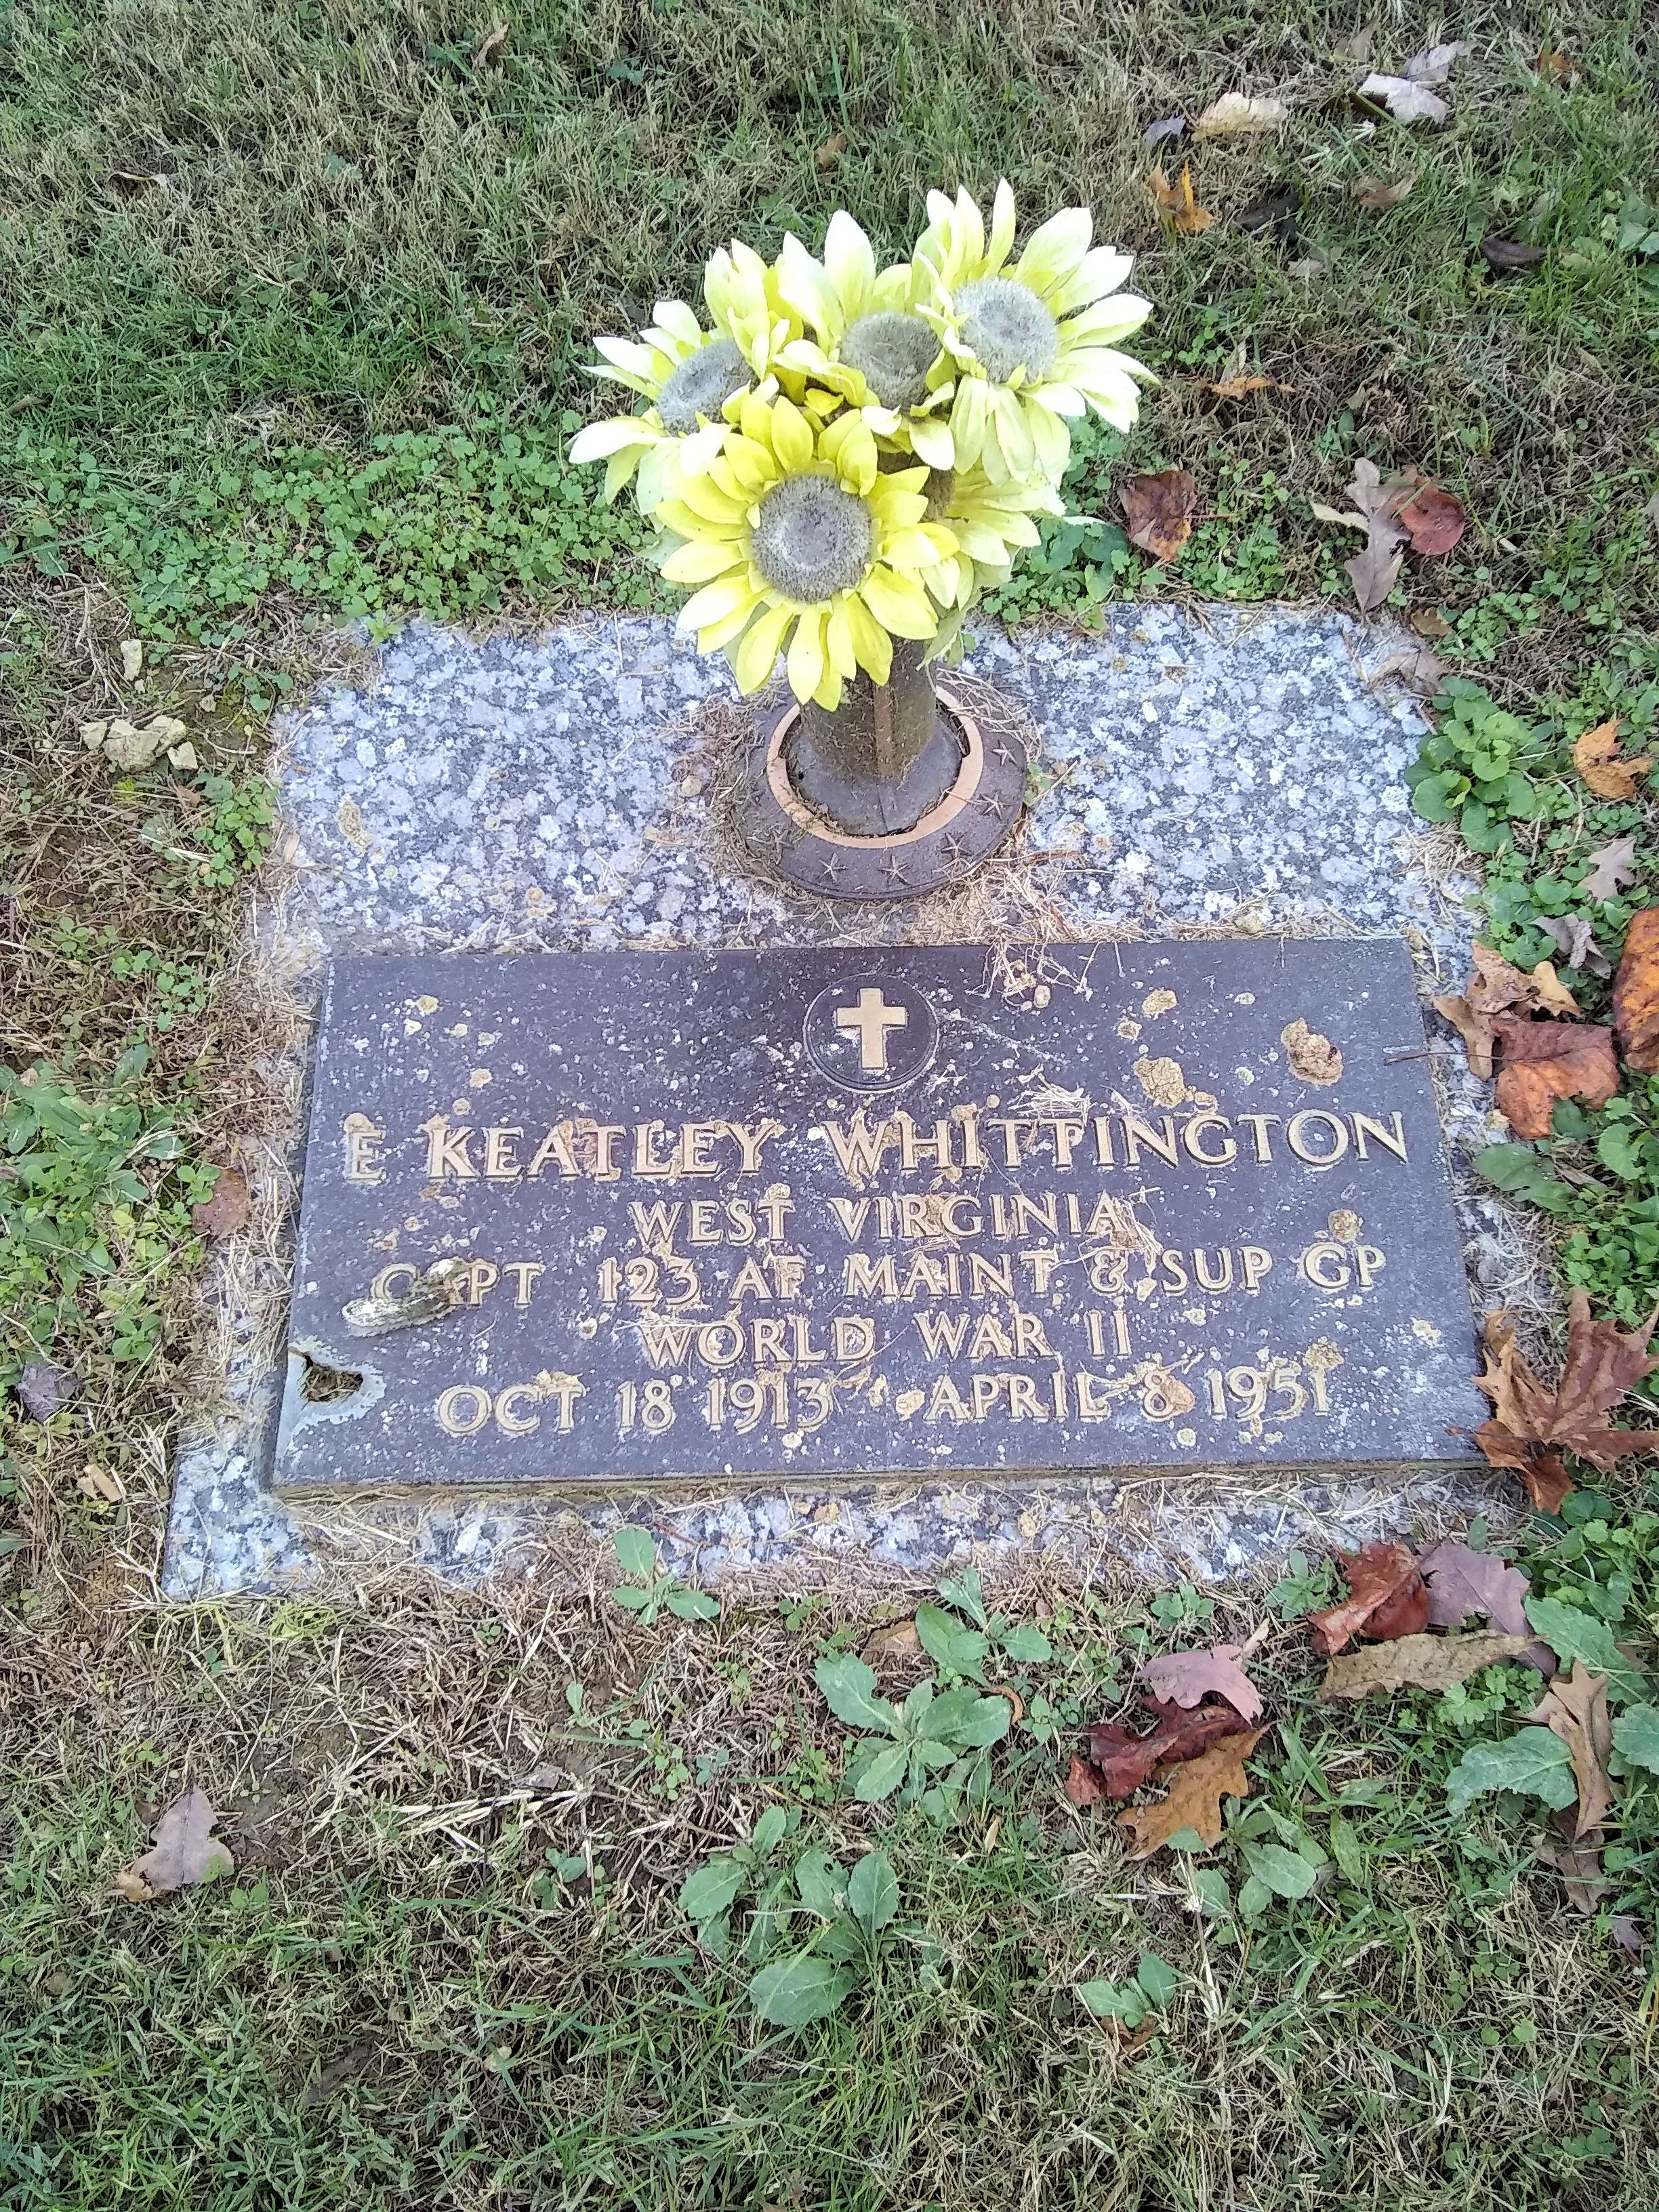 E KEATLEY WHITTINGTON
WEST VIRGINIA
CAPT 123 AF MAINT & SUP GP
WORLD WAR II
OCT 18 1913 APRIL 8 1951